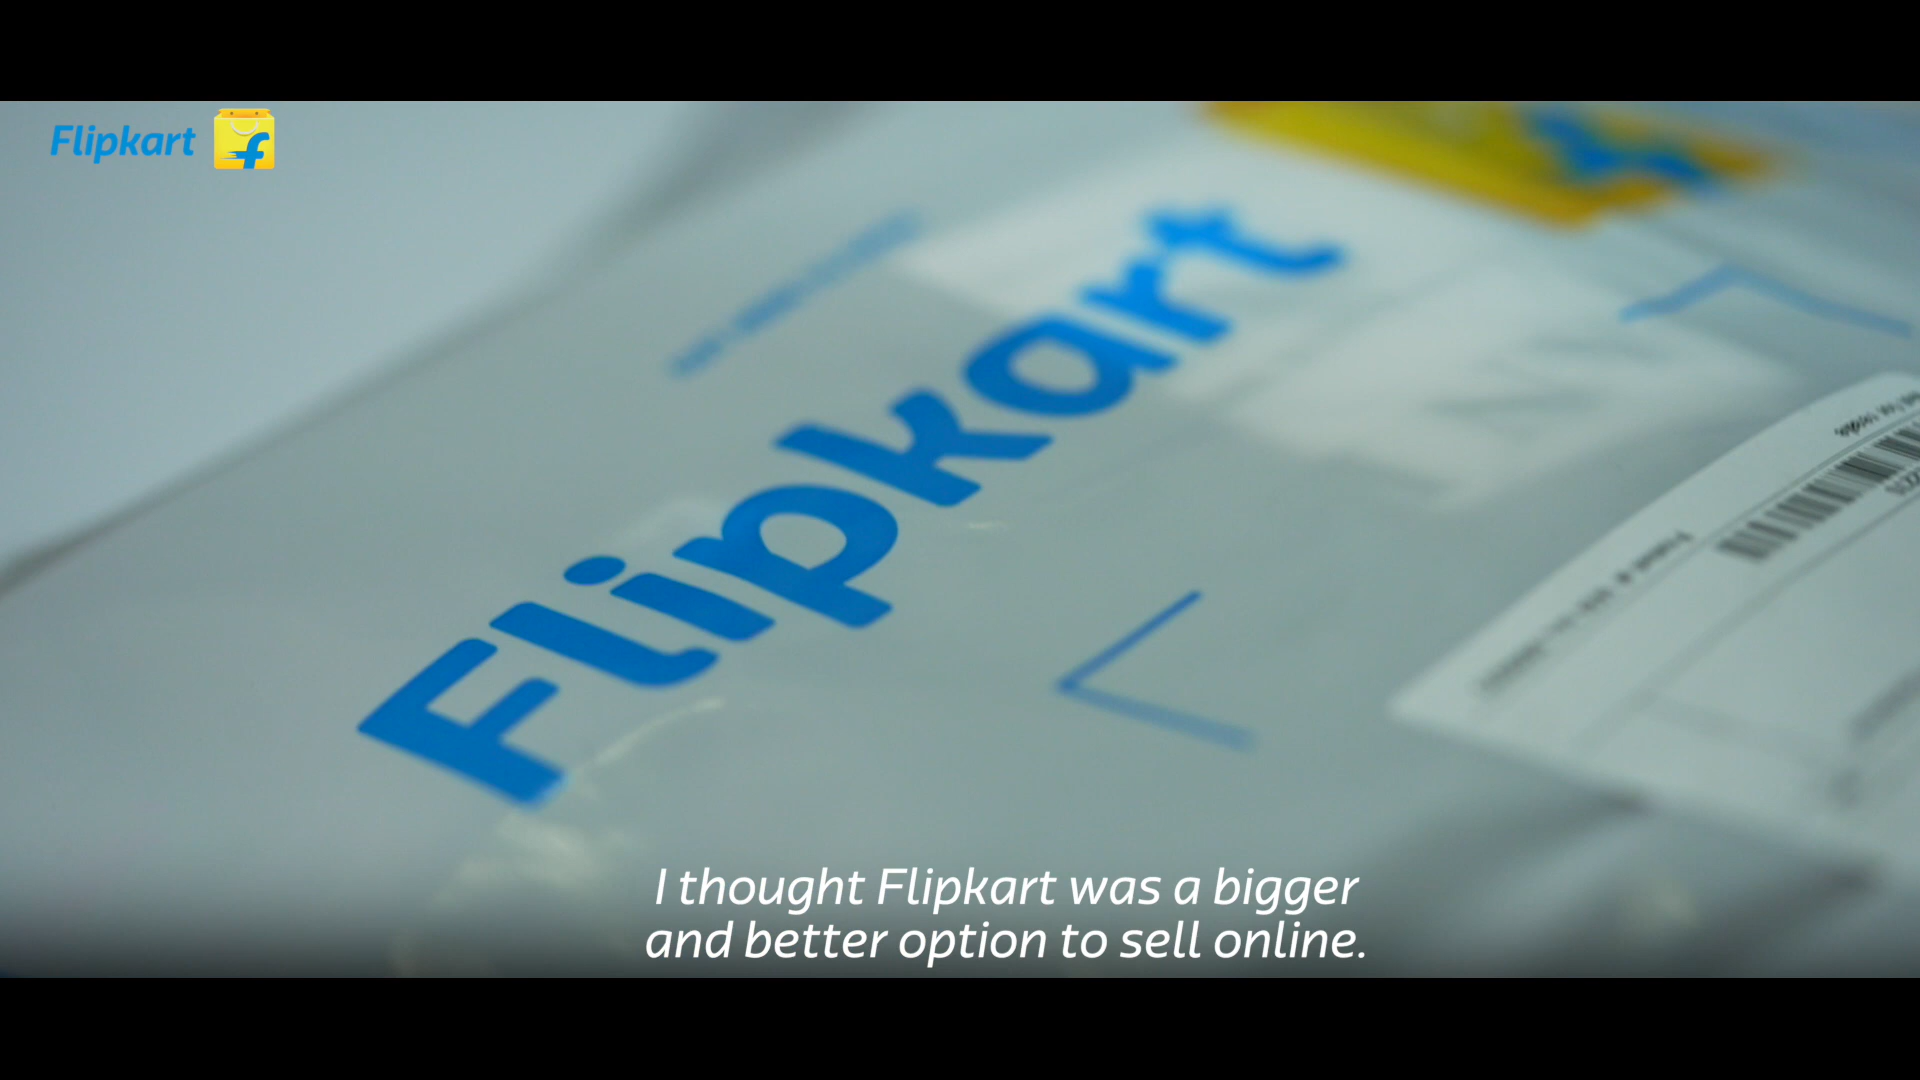 Flipkart
Flipkart
I thought Flipkart was a bigger
and better option to sell online.